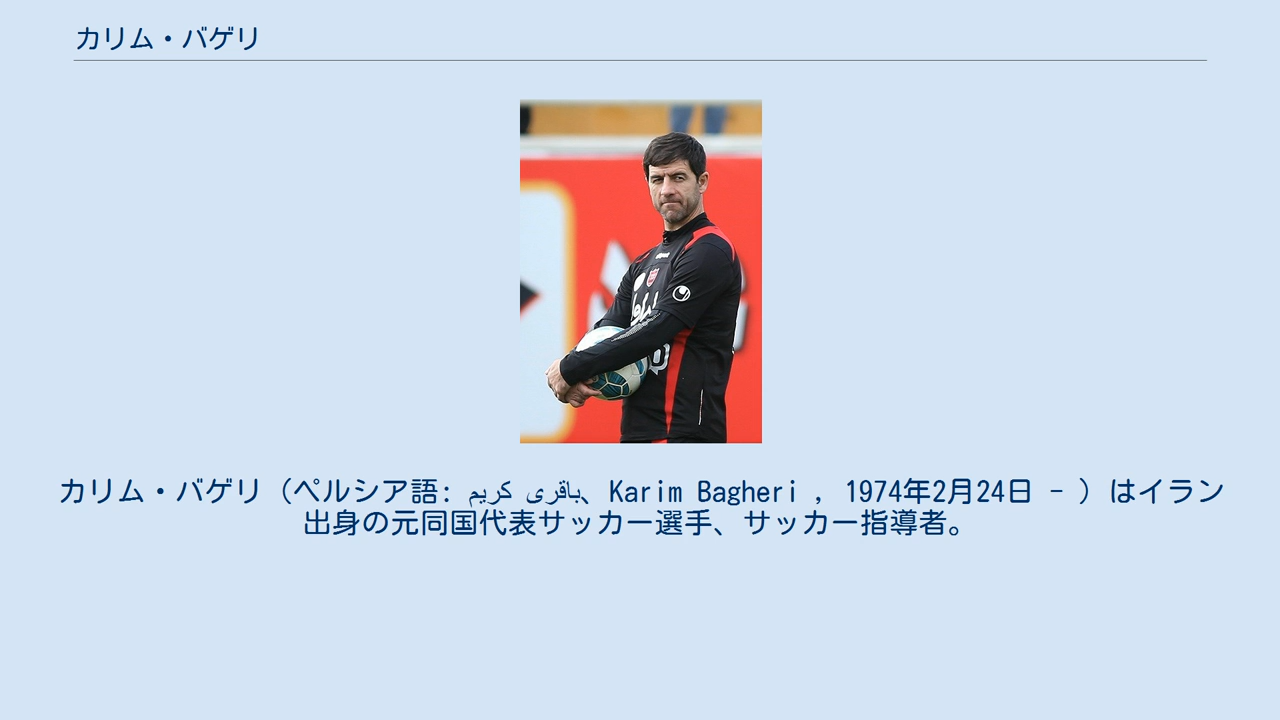 カリム・バゲリ
カリム・バゲリ（ペルシア語: باقری کریم、Karim Bagheri , 1974年2月24日 - ）はイラン
出身の元同国代表サッカー選手、サッカー指導者。